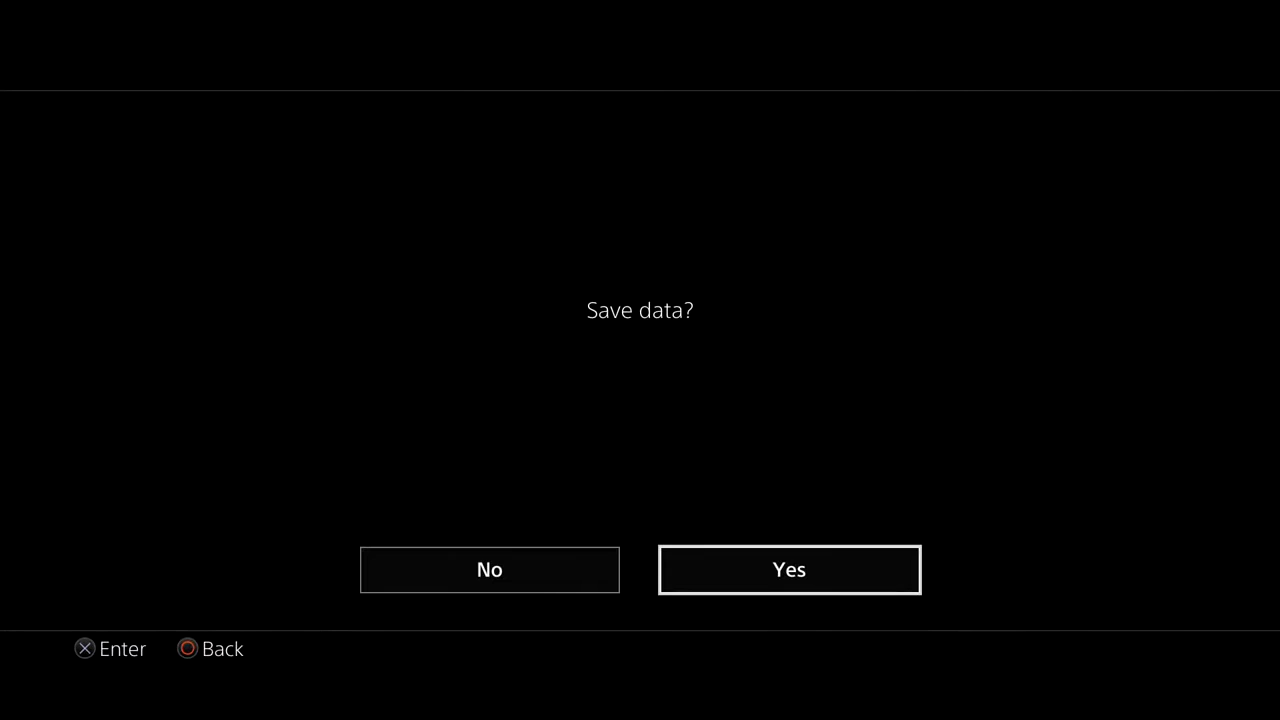 Save data?
No
Yes
Enter
Back